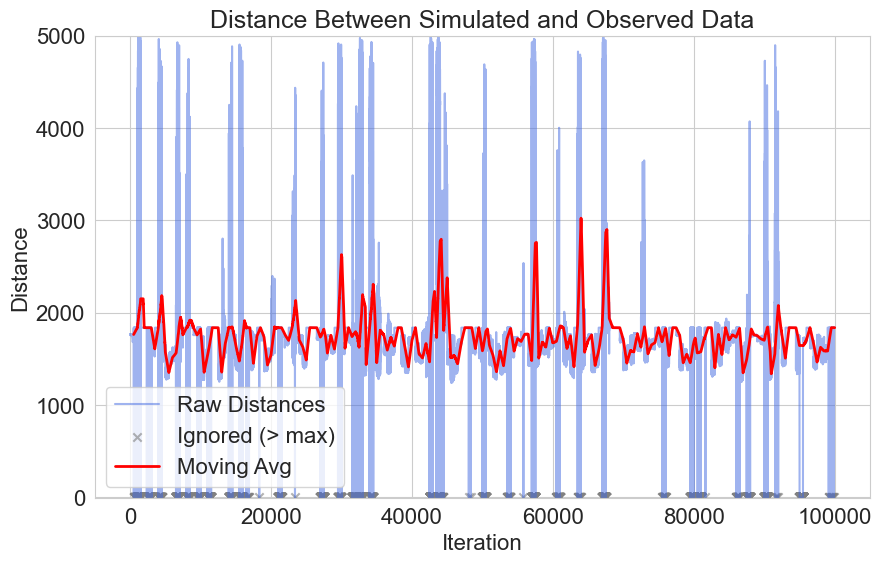 Distance Between Simulated and Observed Data
Distance
5000
4000
3000
2000
1000
0
Raw Distances
Ignored (> max)
Moving Avg
0 20000 40000 60000 80000 100000
Iteration